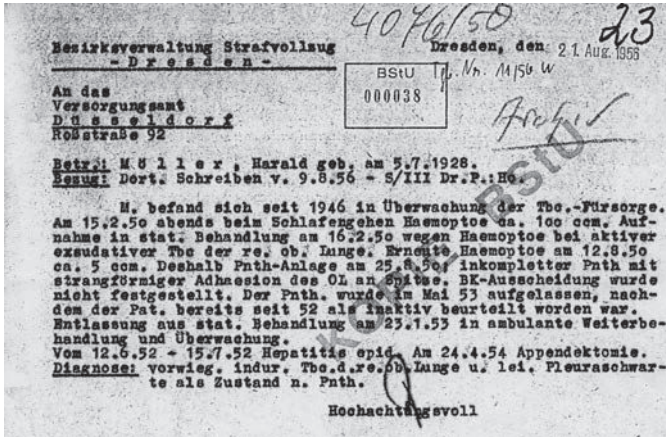 4076/50
23
Bezirksverwaltung Strafvollzug
- D r e s d e n -
Dresden, den 21. Aug. 1956
BStU
000038
Tgb. Nr. 11/56 W
Archiv
An das
Versorgungsamt
D ü s s e l d o r f
Roßstraße 92
Betr.: M ö l l e r , Harald geb. am 5.7.1928.
Bezug: Dort. Schreiben v. 9.8.56 - S/III Dr.P.:Ho.
M. befand sich seit 1946 in Überwachung der Tbc.-Fürsorge.
Am 15.2.5o abends beim Schlafengehen Haemoptoe ca. 1oo ccm. Auf-
nahme in stat. Behandlung am 16.2.5o wegen Haemoptoe bei aktiver
exsudativer Tbc der re. ob. Lunge. Erneute Haemoptoe am 12.8.5o
ca. 5 ccm. Deshalb Pnth-Anlage am 25.8.5o, inkompletter Pnth mit
strangförmiger Adhaesion des OL an Spitze. BK-Ausscheidung wurde
nicht festgestellt. Der Pnth. wurde im Mai 53 aufgelassen, nach-
dem der Pat. bereits seit 52 als inaktiv beurteilt worden war.
Entlassung aus stat. Behandlung am 23.1.53 in ambulante Weiterbe-
handlung und Überwachung.
Vom 12.6.52 - 15.7.52 Hepatitis epid. Am 24.4.54 Appendektomie.
Diagnose: vorwieg. indur. Tbc.d.re.ob.Lunge u. lei. Pleuraschwar-
te als Zustand n. Pnth.
Hochachtungsvoll
KOPIE BStU